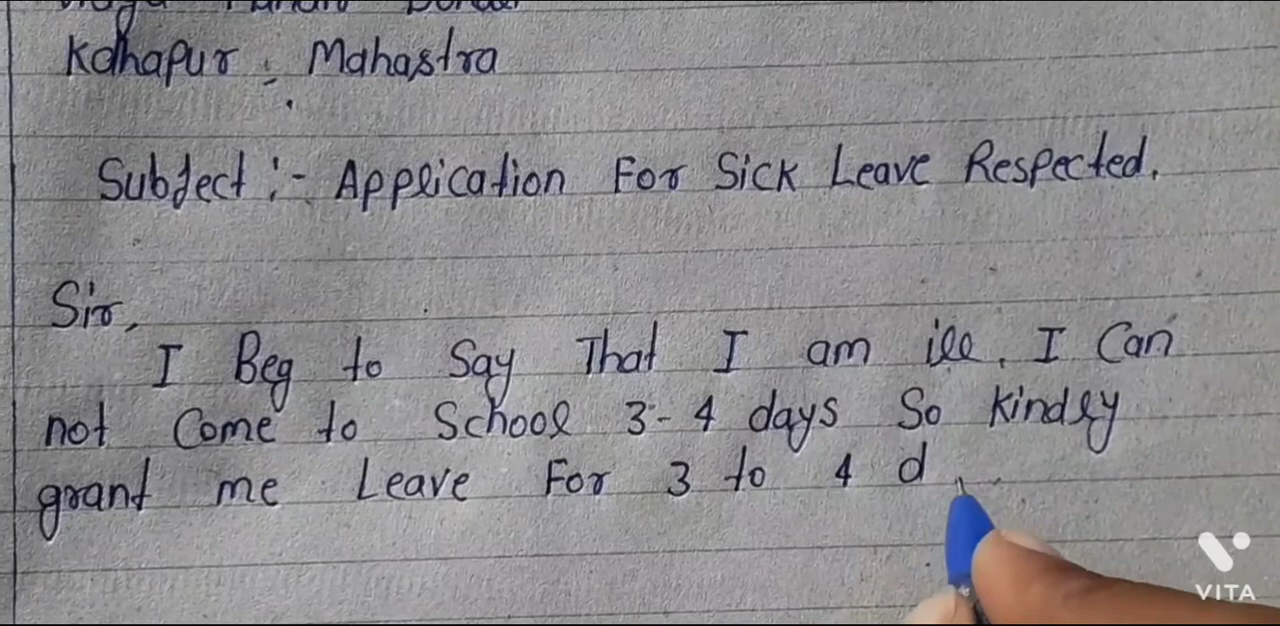 Kolhapur : Mahastra
Subject :- Application For Sick Leave Respected.
Sir,
I Beg to Say That I am ill. I Can
not Come to School 3-4 days So kindly
grant me Leave For 3 to 4 d
VITA